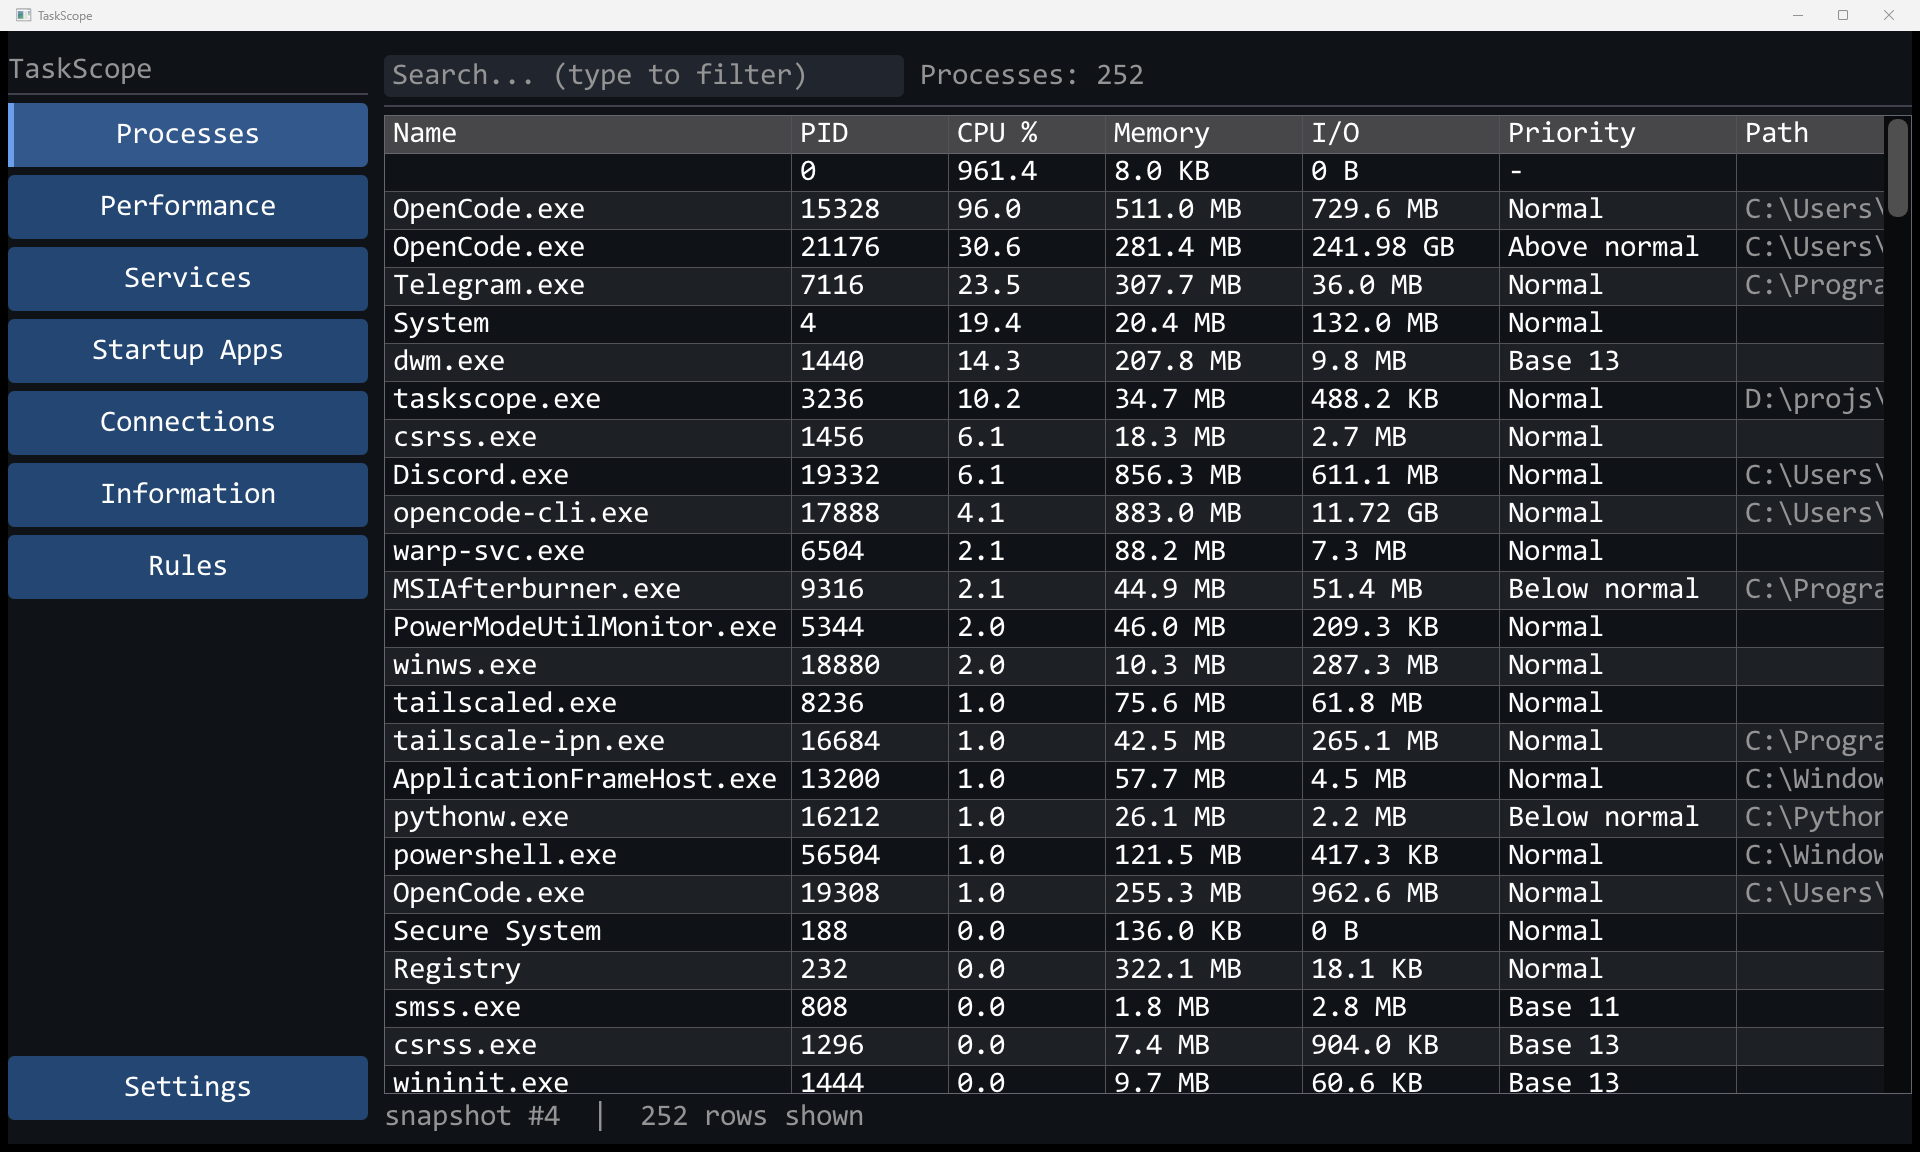 TaskScope
TaskScope
Processes
Performance
Services
Startup Apps
Connections
Information
Rules
Settings
Search... (type to filter) Processes: 252
Name PID CPU % Memory I/O Priority Path
0 961.4 8.0 KB 0 B -
OpenCode.exe 15328 96.0 511.0 MB 729.6 MB Normal C:\Users\
OpenCode.exe 21176 30.6 281.4 MB 241.98 GB Above normal C:\Users\
Telegram.exe 7116 23.5 307.7 MB 36.0 MB Normal C:\Progra
System 4 19.4 20.4 MB 132.0 MB Normal
dwm.exe 1440 14.3 207.8 MB 9.8 MB Base 13
taskscope.exe 3236 10.2 34.7 MB 488.2 KB Normal D:\projs\
csrss.exe 1456 6.1 18.3 MB 2.7 MB Normal
Discord.exe 19332 6.1 856.3 MB 611.1 MB Normal C:\Users\
opencode-cli.exe 17888 4.1 883.0 MB 11.72 GB Normal C:\Users\
warp-svc.exe 6504 2.1 88.2 MB 7.3 MB Normal
MSIAfterburner.exe 9316 2.1 44.9 MB 51.4 MB Below normal C:\Progra
PowerModeUtilMonitor.exe 5344 2.0 46.0 MB 209.3 KB Normal
winws.exe 18880 2.0 10.3 MB 287.3 MB Normal
tailscaled.exe 8236 1.0 75.6 MB 61.8 MB Normal
tailscale-ipn.exe 16684 1.0 42.5 MB 265.1 MB Normal C:\Progra
ApplicationFrameHost.exe 13200 1.0 57.7 MB 4.5 MB Normal C:\Window
pythonw.exe 16212 1.0 26.1 MB 2.2 MB Below normal C:\Python
powershell.exe 56504 1.0 121.5 MB 417.3 KB Normal C:\Window
OpenCode.exe 19308 1.0 255.3 MB 962.6 MB Normal C:\Users\
Secure System 188 0.0 136.0 KB 0 B Normal
Registry 232 0.0 322.1 MB 18.1 KB Normal
smss.exe 808 0.0 1.8 MB 2.8 MB Base 11
csrss.exe 1296 0.0 7.4 MB 904.0 KB Base 13
wininit.exe 1444 0.0 9.7 MB 60.6 KB Base 13
snapshot #4 | 252 rows shown